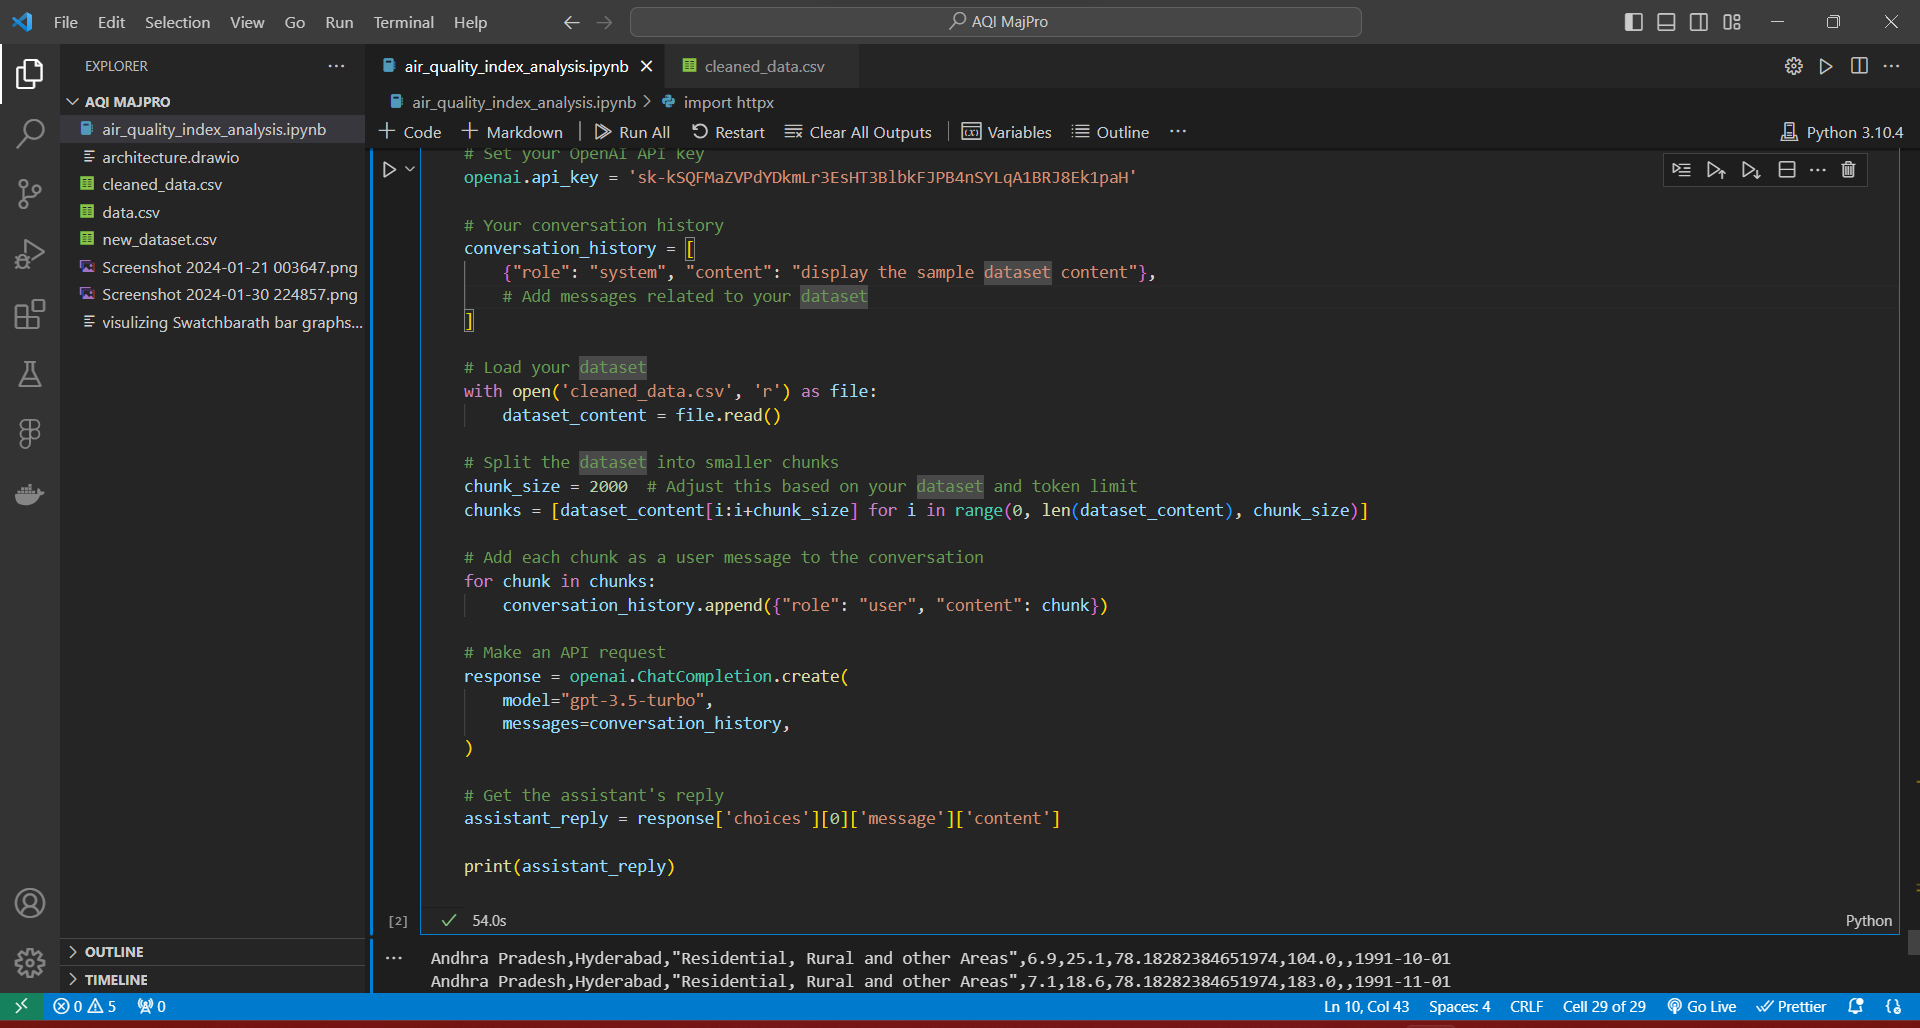 File Edit Selection View Go Run Terminal Help AQI MajPro
EXPLORER
AQI MAJPRO
air_quality_index_analysis.ipynb
architecture.drawio
cleaned_data.csv
data.csv
new_dataset.csv
Screenshot 2024-01-21 003647.png
Screenshot 2024-01-30 224857.png
visulizing Swatchbarath bar graphs...
OUTLINE
TIMELINE
air_quality_index_analysis.ipynb cleaned_data.csv
air_quality_index_analysis.ipynb > import httpx
+ Code + Markdown Run All Restart Clear All Outputs Variables Outline ... Python 3.10.4
# Set your OpenAI API key
openai.api_key = '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'
# Your conversation history
conversation_history = [
{"role": "system", "content": "display the sample dataset content"},
# Add messages related to your dataset
]
# Load your dataset
with open('cleaned_data.csv', 'r') as file:
dataset_content = file.read()
# Split the dataset into smaller chunks
chunk_size = 2000 # Adjust this based on your dataset and token limit
chunks = [dataset_content[i:i+chunk_size] for i in range(0, len(dataset_content), chunk_size)]
# Add each chunk as a user message to the conversation
for chunk in chunks:
conversation_history.append({"role": "user", "content": chunk})
# Make an API request
response = openai.ChatCompletion.create(
model="gpt-3.5-turbo",
messages=conversation_history,
)
# Get the assistant's reply
assistant_reply = response['choices'][0]['message']['content']
print(assistant_reply)
[2] 54.0s Python
Andhra Pradesh,Hyderabad,"Residential, Rural and other Areas",6.9,25.1,78.18282384651974,104.0,,1991-10-01
Andhra Pradesh,Hyderabad,"Residential, Rural and other Areas",7.1,18.6,78.18282384651974,183.0,,1991-11-01
0 5 0 Ln 10, Col 43 Spaces: 4 CRLF Cell 29 of 29 Go Live Prettier